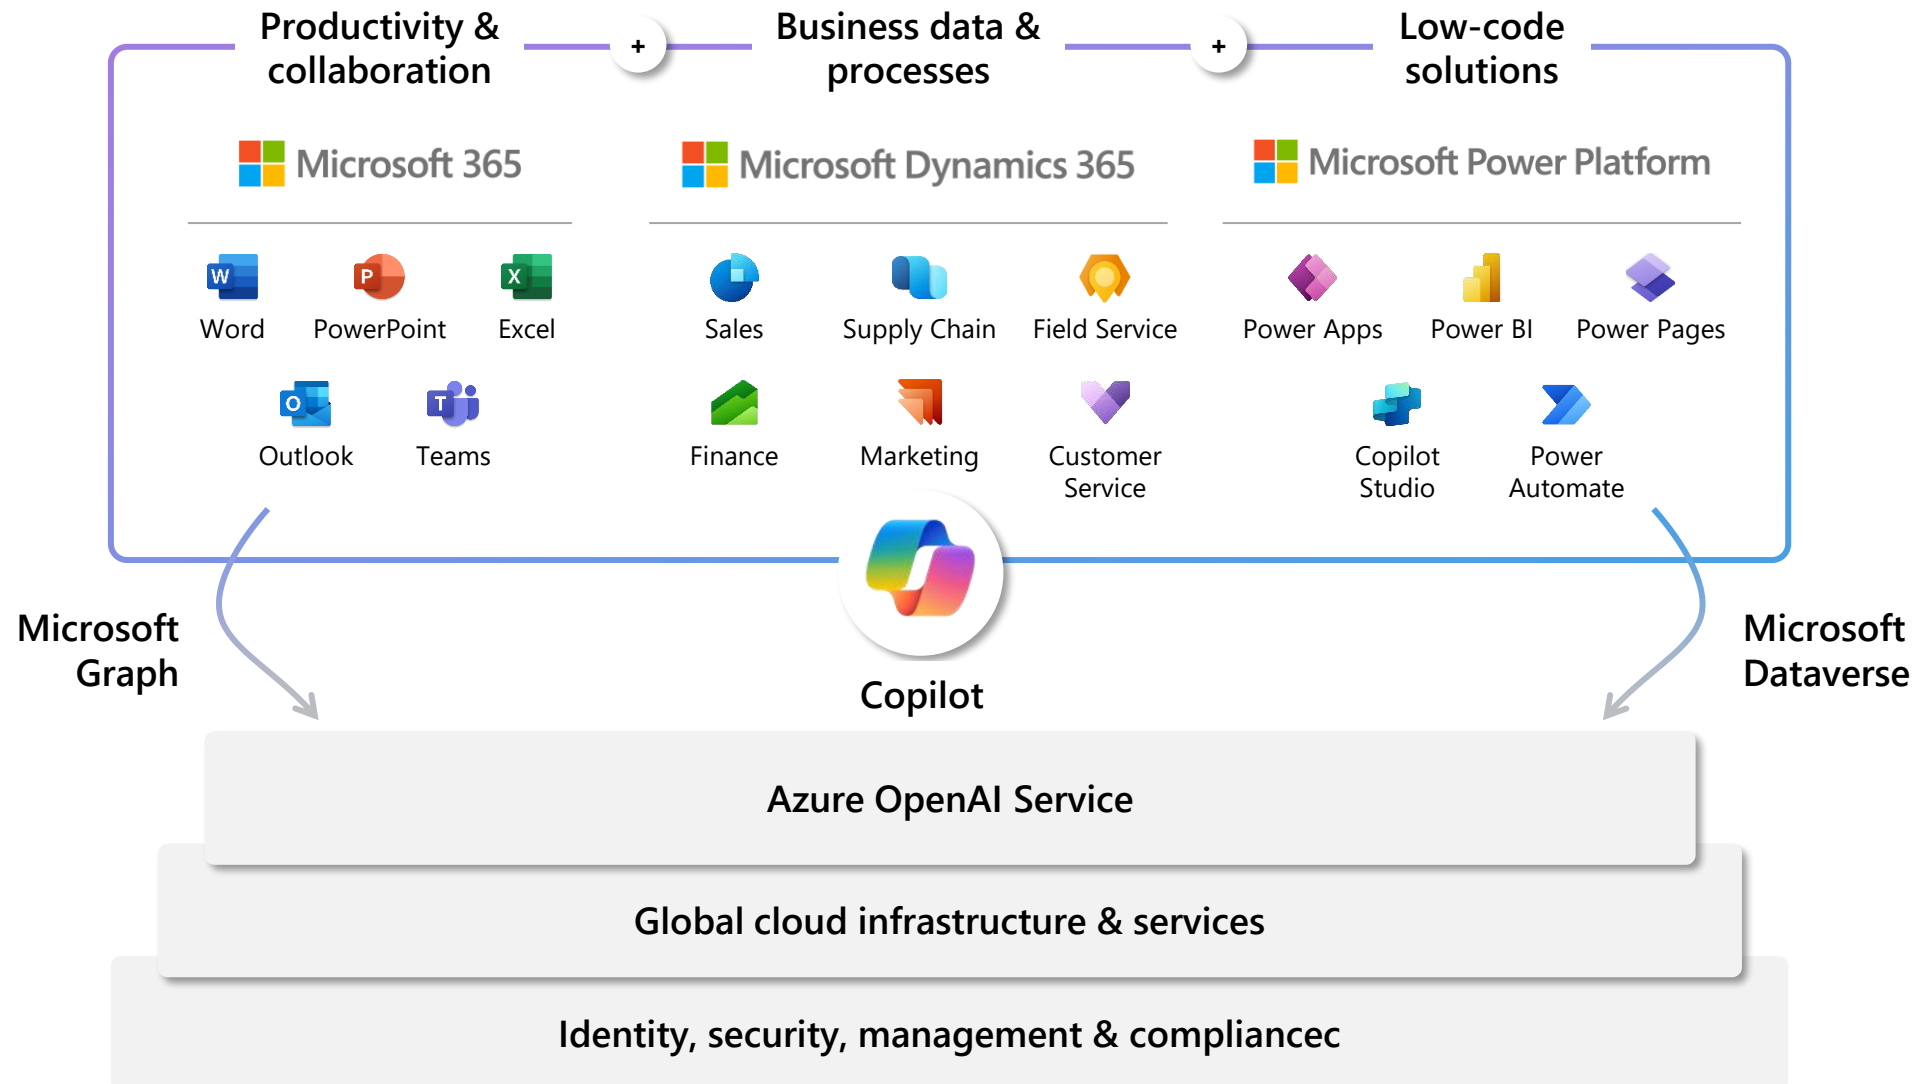 Productivity &
collaboration
+
Business data &
processes
+
Low-code
solutions
Microsoft 365
Microsoft Dynamics 365
Microsoft Power Platform
W
Word
P
PowerPoint
X
Excel
Sales
Supply Chain
Field Service
Power Apps
Power BI
Power Pages
O
Outlook
T
Teams
Finance
Marketing
Customer
Service
Copilot
Studio
Power
Automate
Microsoft
Graph
Copilot
Microsoft
Dataverse
Azure OpenAI Service
Global cloud infrastructure & services
Identity, security, management & compliancec